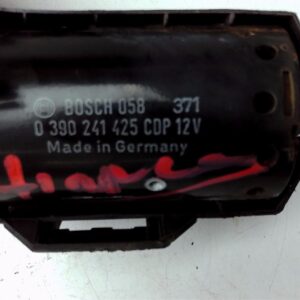 BOSCH 058 371
0 390 241 425 CDP 12V
Made in Germany